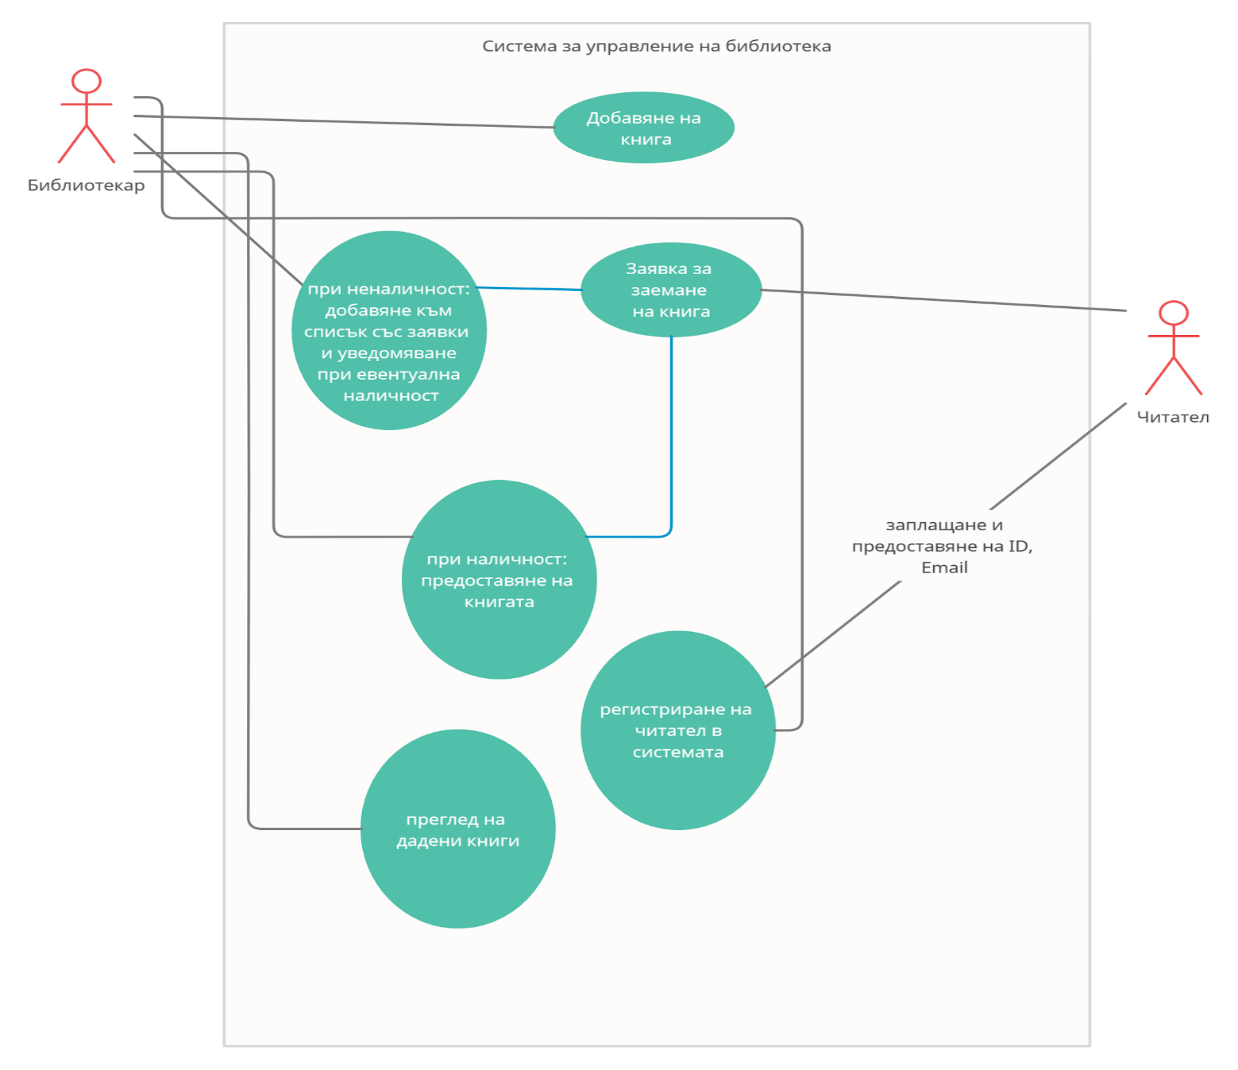 Система за управление на библиотека
Добавяне на
книга
Библиотекар
Заявка за
заемане
на книга
при неналичност:
добавяне към
списък със заявки
и уведомяване
при евентуална
наличност
Читател
заплащане и
предоставяне на ID,
Email
при наличност:
предоставяне на
книгата
регистриране на
читател в
системата
преглед на
дадени книги